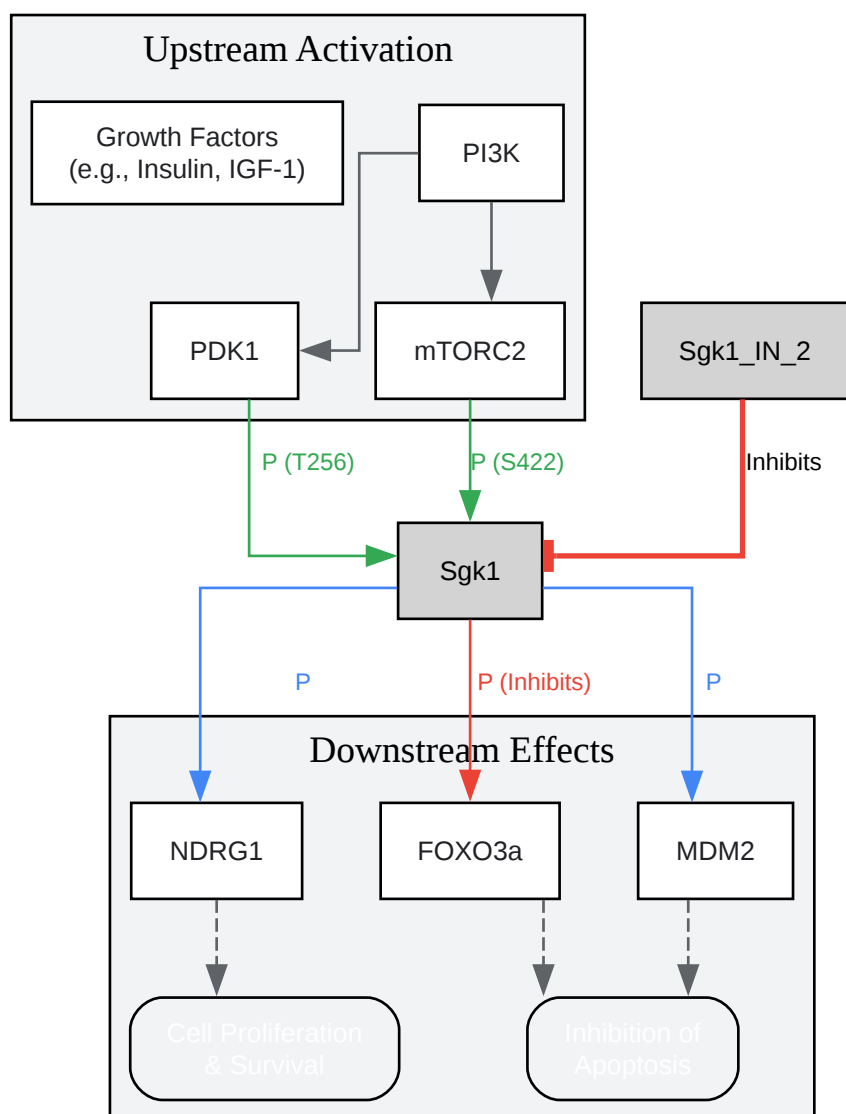 Upstream Activation
Growth Factors
(e.g., Insulin, IGF-1)
PI3K
PDK1
mTORC2
Sgk1_IN_2
P (T256)
P (S422)
Inhibits
Sgk1
P
P (Inhibits)
P
Downstream Effects
NDRG1
FOXO3a
MDM2
Cell Proliferation
& Survival
Inhibition of
Apoptosis